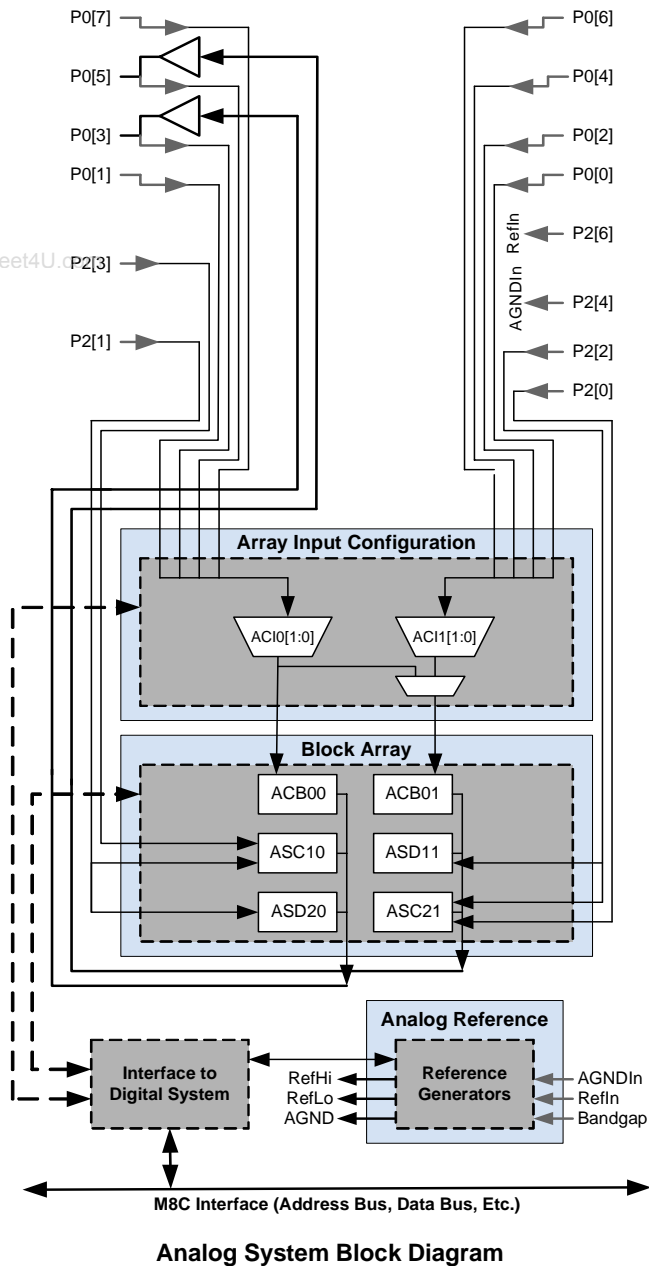 P0[7] P0[6]
P0[5] P0[4]
P0[3] P0[2]
P0[1] P0[0]
RefIn P2[6]
eet4U.com
P2[3]
AGNDIn P2[4]
P2[1] P2[2]
P2[0]
Array Input Configuration
ACI0[1:0] ACI1[1:0]
Block Array
ACB00 ACB01
ASC10 ASD11
ASD20 ASC21
Analog Reference
Interface to
Digital System
RefHi
RefLo
AGND
Reference
Generators
AGNDIn
RefIn
Bandgap
M8C Interface (Address Bus, Data Bus, Etc.)
Analog System Block Diagram